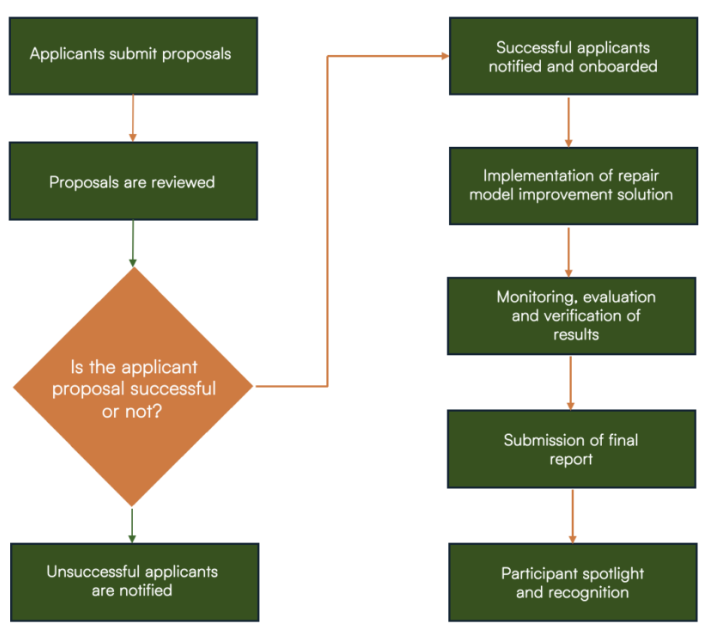 Applicants submit proposals
Proposals are reviewed
Is the applicant
proposal successful
or not?
Unsuccessful applicants
are notified
Successful applicants
notified and onboarded
Implementation of repair
model improvement solution
Monitoring, evaluation
and verification of
results
Submission of final
report
Participant spotlight
and recognition